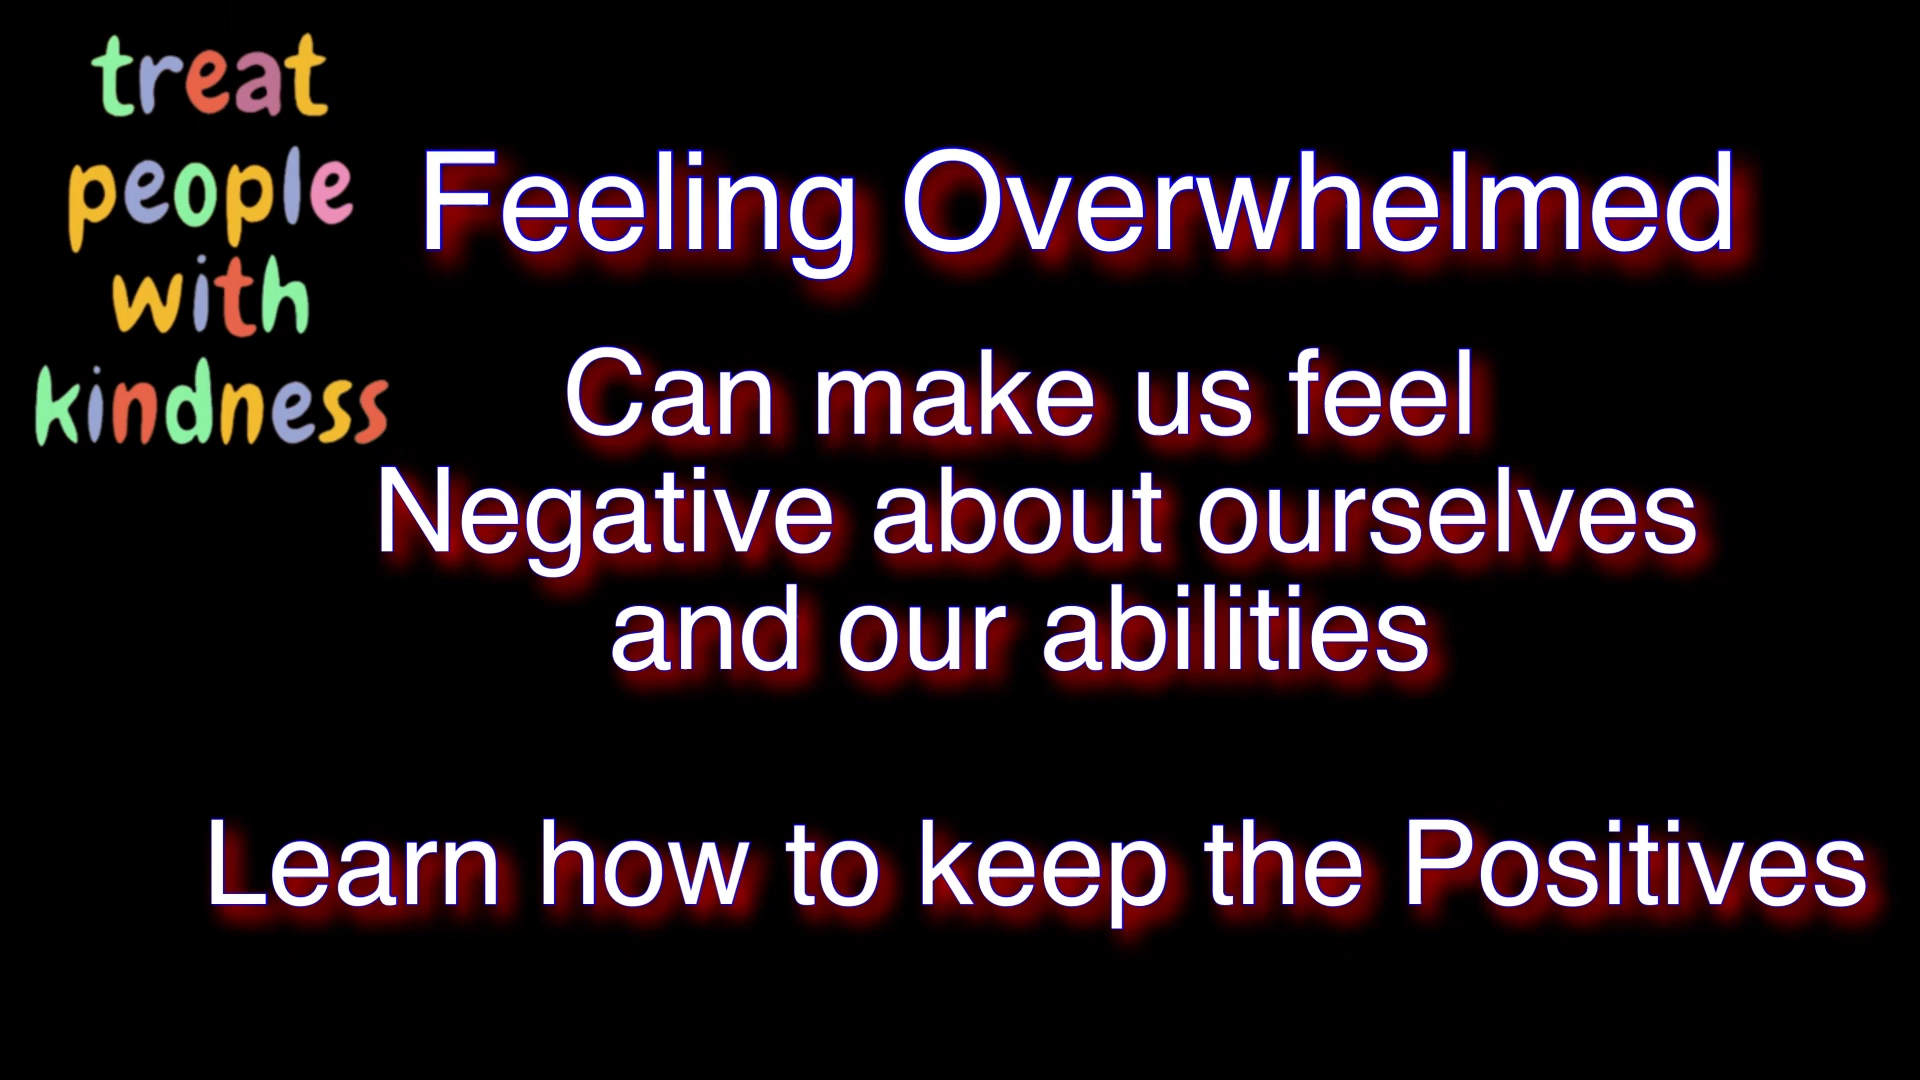 treat
people
with
kindness
Feeling Overwhelmed
Can make us feel
Negative about ourselves
and our abilities
Learn how to keep the Positives